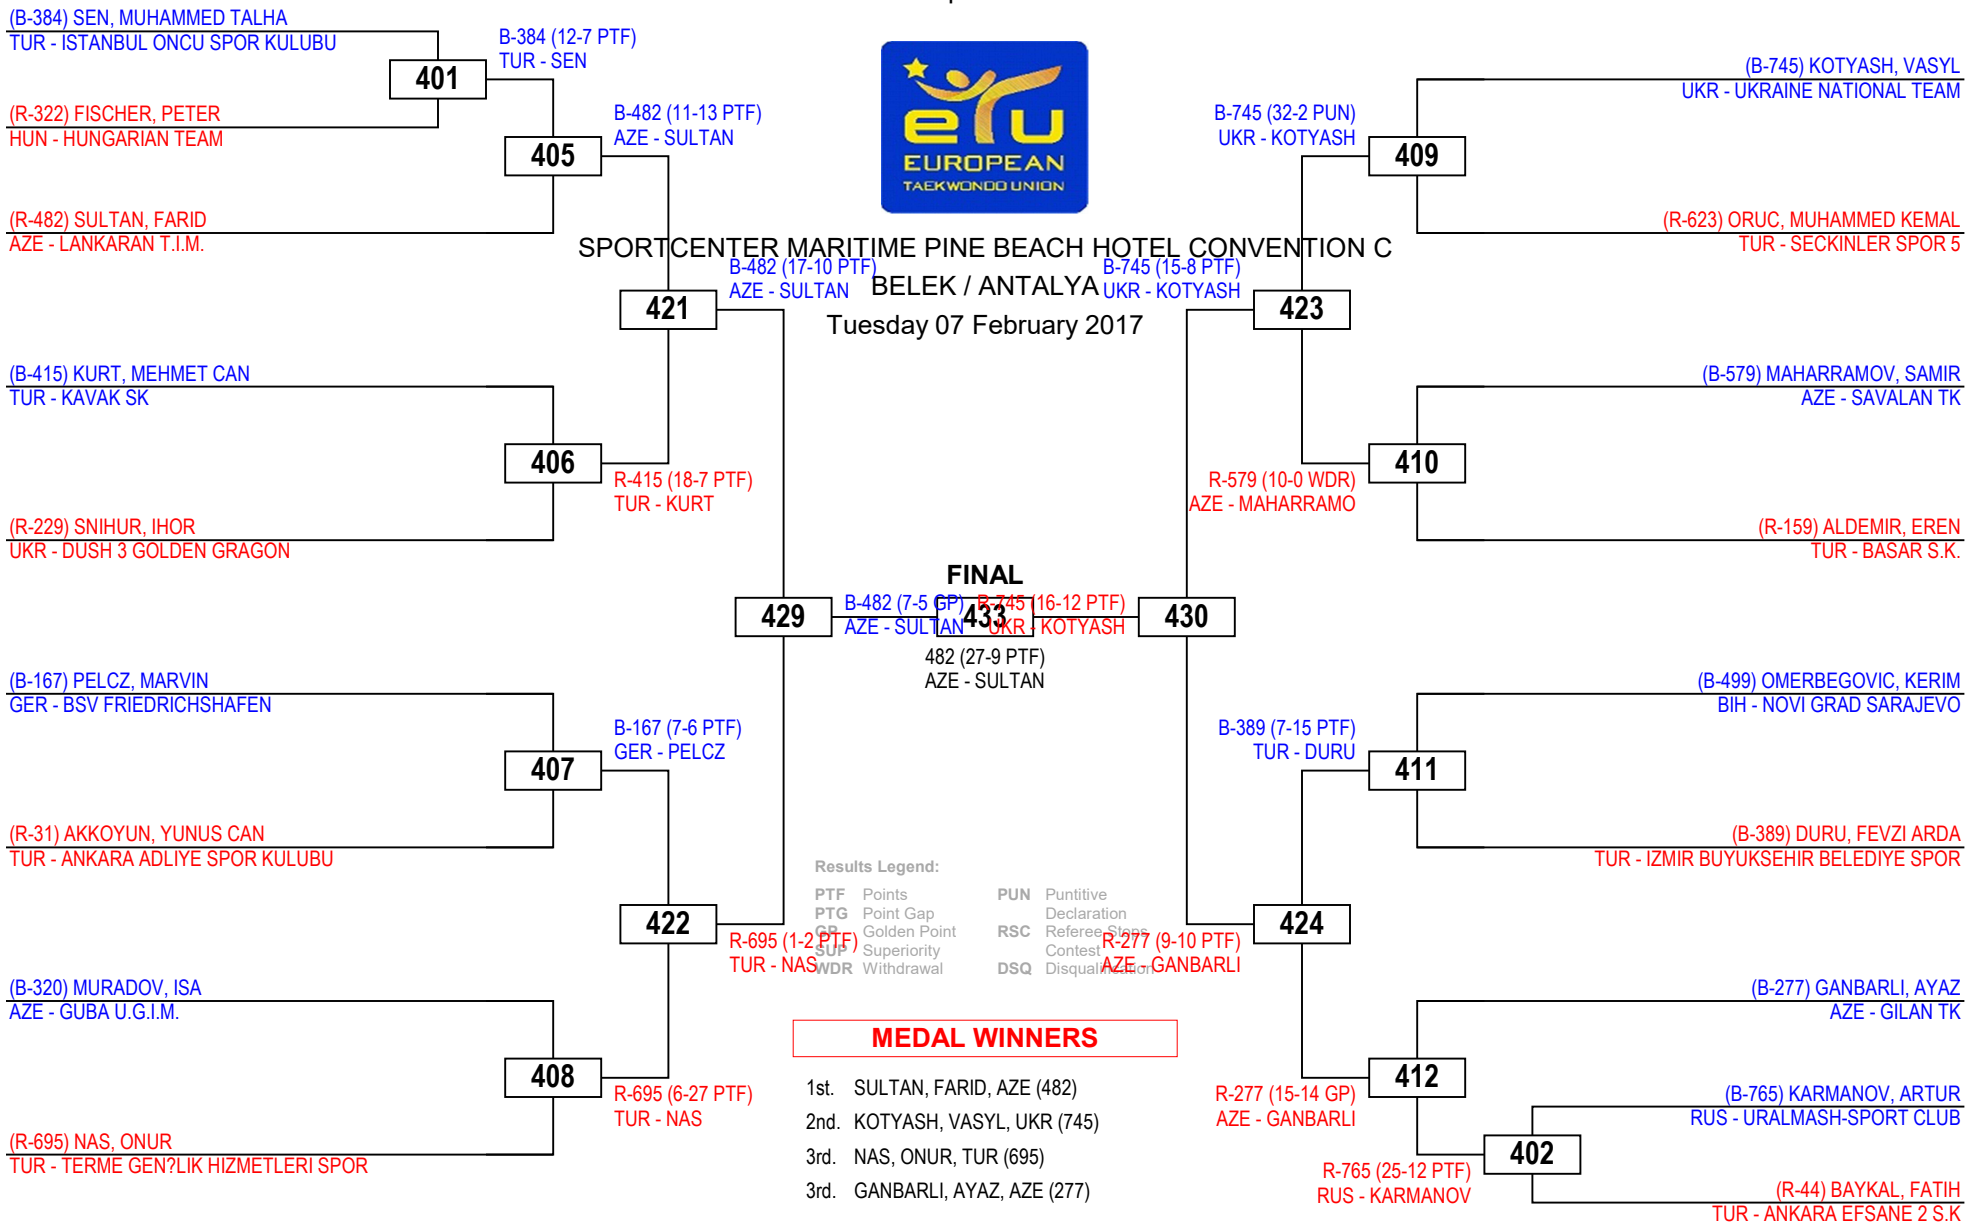 (B-384) SEN, MUHAMMED TALHA
TUR - ISTANBUL ONCU SPOR KULUBU
B-384 (12-7 PTF)
TUR - SEN
401
(R-322) FISCHER, PETER
HUN - HUNGARIAN TEAM
B-482 (11-13 PTF)
AZE - SULTAN
405
(R-482) SULTAN, FARID
AZE - LANKARAN T.I.M.
B-482 (17-10 PTF)
AZE - SULTAN
421
(B-415) KURT, MEHMET CAN
TUR - KAVAK SK
406
R-415 (18-7 PTF)
TUR - KURT
(R-229) SNIHUR, IHOR
UKR - DUSH 3 GOLDEN GRAGON
429
B-482 (7-5 GP)
AZE - SULTAN
(B-167) PELCZ, MARVIN
GER - BSV FRIEDRICHSHAFEN
B-167 (7-6 PTF)
GER - PELCZ
407
(R-31) AKKOYUN, YUNUS CAN
TUR - ANKARA ADLIYE SPOR KULUBU
422
R-695 (1-2 PTF)
TUR - NAS
(B-320) MURADOV, ISA
AZE - GUBA U.G.I.M.
408
R-695 (6-27 PTF)
TUR - NAS
(R-695) NAS, ONUR
TUR - TERME GEN?LIK HIZMETLERI SPOR
eTU
EUROPEAN
TAEKWONDO UNION
SPORTCENTER MARITIME PINE BEACH HOTEL CONVENTION C
BELEK / ANTALYA
Tuesday 07 February 2017
FINAL
433
482 (27-9 PTF)
AZE - SULTAN
Results Legend:
PTF Points
PTG Point Gap
GP Golden Point
SUP Superiority
WDR Withdrawal
PUN Puntitive
Declaration
RSC Referee Stops
Contest
DSQ Disqualification
MEDAL WINNERS
1st. SULTAN, FARID, AZE (482)
2nd. KOTYASH, VASYL, UKR (745)
3rd. NAS, ONUR, TUR (695)
3rd. GANBARLI, AYAZ, AZE (277)
(B-745) KOTYASH, VASYL
UKR - UKRAINE NATIONAL TEAM
B-745 (32-2 PUN)
UKR - KOTYASH
409
(R-623) ORUC, MUHAMMED KEMAL
TUR - SECKINLER SPOR 5
B-745 (15-8 PTF)
UKR - KOTYASH
423
(B-579) MAHARRAMOV, SAMIR
AZE - SAVALAN TK
410
R-579 (10-0 WDR)
AZE - MAHARRAMO
(R-159) ALDEMIR, EREN
TUR - BASAR S.K.
R-745 (16-12 PTF)
UKR - KOTYASH
430
(B-499) OMERBEGOVIC, KERIM
BIH - NOVI GRAD SARAJEVO
B-389 (7-15 PTF)
TUR - DURU
411
(B-389) DURU, FEVZI ARDA
TUR - IZMIR BUYUKSEHIR BELEDIYE SPOR
424
R-277 (9-10 PTF)
AZE - GANBARLI
(B-277) GANBARLI, AYAZ
AZE - GILAN TK
412
R-277 (15-14 GP)
AZE - GANBARLI
(B-765) KARMANOV, ARTUR
RUS - URALMASH-SPORT CLUB
402
R-765 (25-12 PTF)
RUS - KARMANOV
(R-44) BAYKAL, FATIH
TUR - ANKARA EFSANE 2 S.K